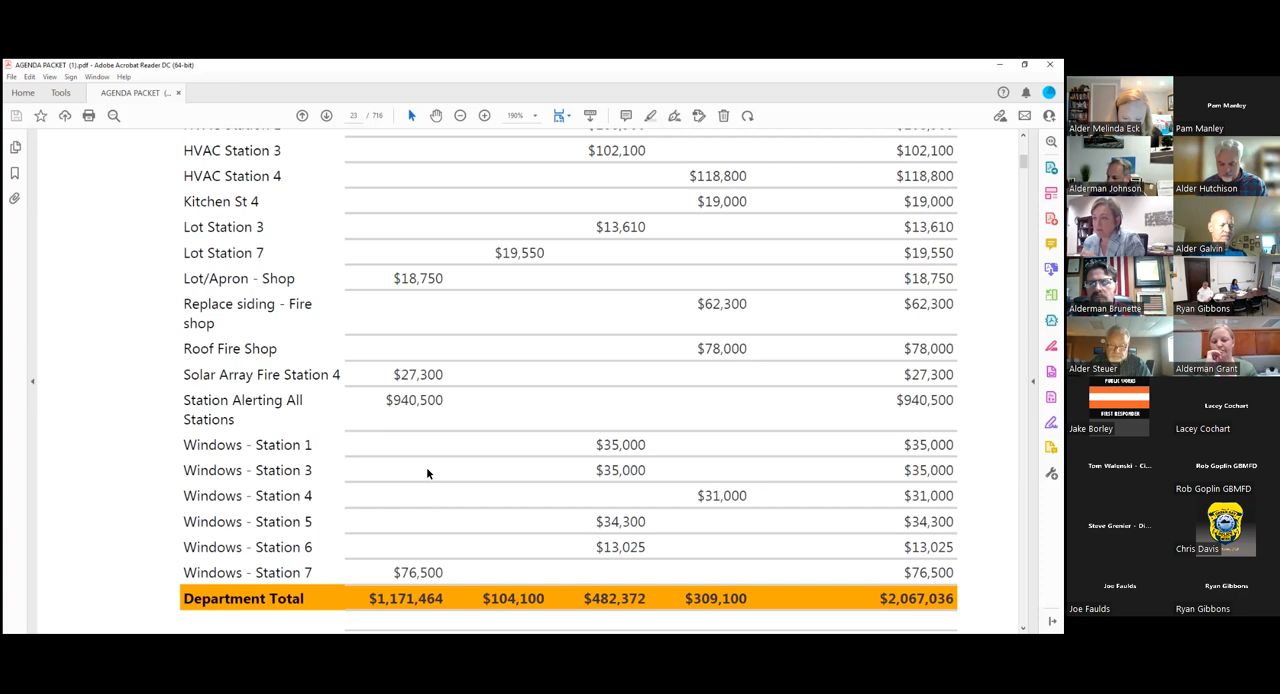 AGENDA PACKET (1).pdf - Adobe Acrobat Reader DC (64-bit)
File Edit View Sign Window Help
Home Tools AGENDA PACKET (... ×
23 /716 190%
HVAC Station 3 $102,100 $102,100
HVAC Station 4 $118,800 $118,800
Kitchen St 4 $19,000 $19,000
Lot Station 3 $13,610 $13,610
Lot Station 7 $19,550 $19,550
Lot/Apron - Shop $18,750 $18,750
Replace siding - Fire $62,300 $62,300
shop
Roof Fire Shop $78,000 $78,000
Solar Array Fire Station 4 $27,300 $27,300
Station Alerting All $940,500 $940,500
Stations
Windows - Station 1 $35,000 $35,000
Windows - Station 3 $35,000 $35,000
Windows - Station 4 $31,000 $31,000
Windows - Station 5 $34,300 $34,300
Windows - Station 6 $13,025 $13,025
Windows - Station 7 $76,500 $76,500
Department Total $1,171,464 $104,100 $482,372 $309,100 $2,067,036
Pam Manley
Alder Melinda Eck Pam Manley
Alderman Johnson Alder Hutchison
Alder Galvin
Alderman Brunette Ryan Gibbons
Alder Steuer Alderman Grant
PUBLIC WORKS
FIRST RESPONDER
Lacey Cochart
Jake Borley Lacey Cochart
Tom Walenski - Ci... Rob Goplin GBMFD
Rob Goplin GBMFD
Steve Grenier - Di...
Chris Davis
Joe Faulds Ryan Gibbons
Joe Faulds Ryan Gibbons